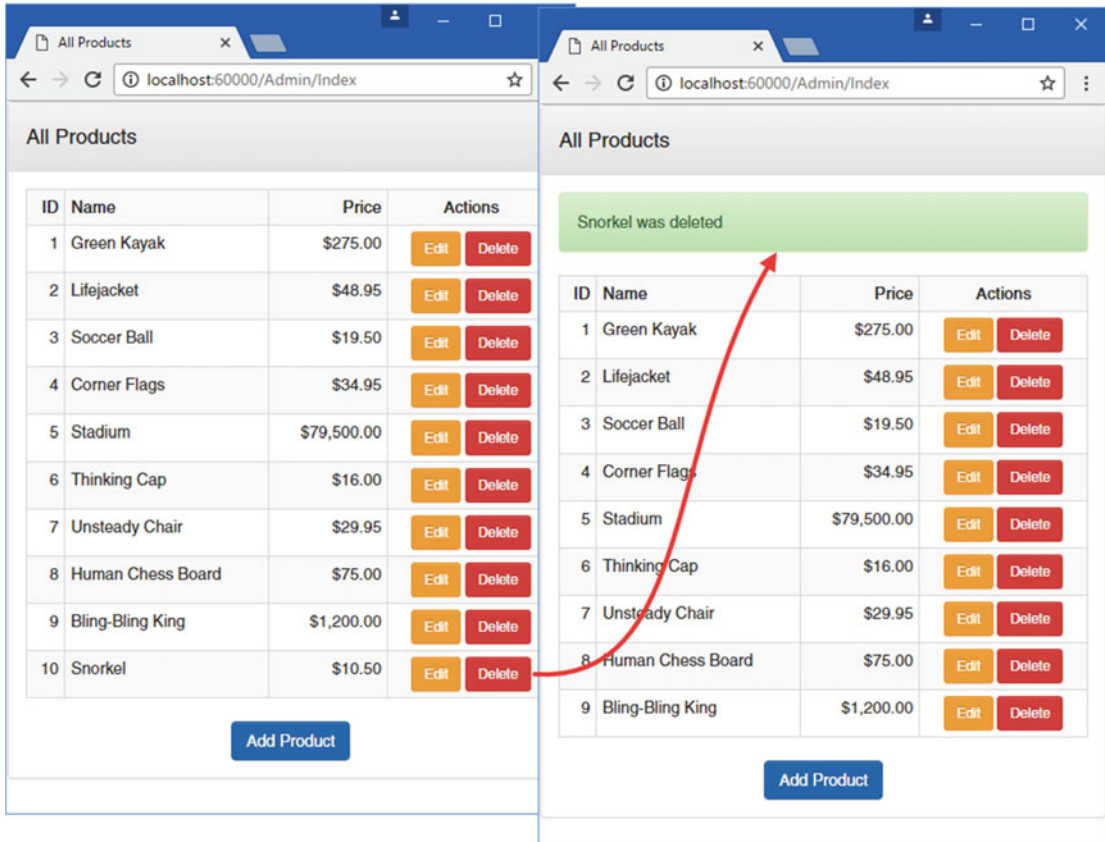 All Products
localhost:60000/Admin/Index
All Products
ID Name Price Actions
1 Green Kayak $275.00 Edit Delete
2 Lifejacket $48.95 Edit Delete
3 Soccer Ball $19.50 Edit Delete
4 Corner Flags $34.95 Edit Delete
5 Stadium $79,500.00 Edit Delete
6 Thinking Cap $16.00 Edit Delete
7 Unsteady Chair $29.95 Edit Delete
8 Human Chess Board $75.00 Edit Delete
9 Bling-Bling King $1,200.00 Edit Delete
10 Snorkel $10.50 Edit Delete
Add Product
All Products
localhost:60000/Admin/Index
All Products
Snorkel was deleted
ID Name Price Actions
1 Green Kayak $275.00 Edit Delete
2 Lifejacket $48.95 Edit Delete
3 Soccer Ball $19.50 Edit Delete
4 Corner Flags $34.95 Edit Delete
5 Stadium $79,500.00 Edit Delete
6 Thinking Cap $16.00 Edit Delete
7 Unsteady Chair $29.95 Edit Delete
8 Human Chess Board $75.00 Edit Delete
9 Bling-Bling King $1,200.00 Edit Delete
Add Product